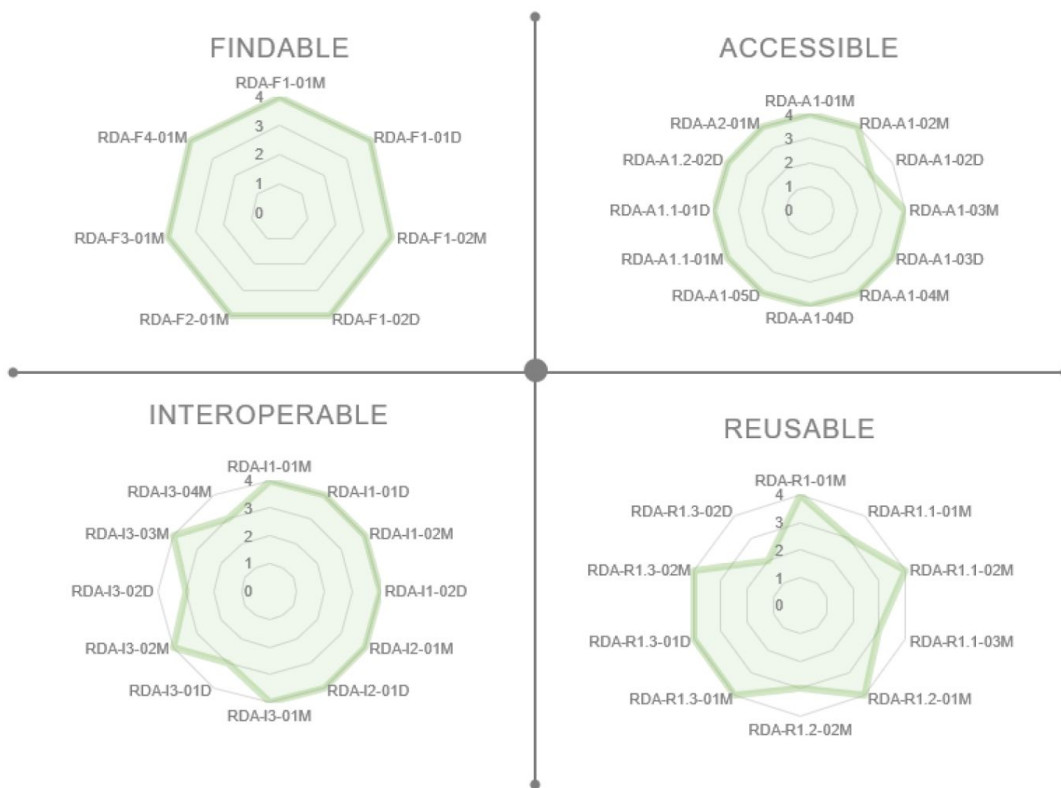 FINDABLE
RDA-F1-01M
RDA-F1-01D
RDA-F1-02M
RDA-F1-02D
RDA-F2-01M
RDA-F3-01M
RDA-F4-01M
4
3
2
1
0
ACCESSIBLE
RDA-A1-01M
RDA-A1-02M
RDA-A1-02D
RDA-A1-03M
RDA-A1-03D
RDA-A1-04M
RDA-A1-04D
RDA-A1-05D
RDA-A1.1-01M
RDA-A1.1-01D
RDA-A1.2-02D
RDA-A2-01M
4
3
2
1
0
INTEROPERABLE
RDA-I1-01M
RDA-I1-01D
RDA-I1-02M
RDA-I1-02D
RDA-I2-01M
RDA-I2-01D
RDA-I3-01M
RDA-I3-01D
RDA-I3-02M
RDA-I3-02D
RDA-I3-03M
RDA-I3-04M
4
3
2
1
0
REUSABLE
RDA-R1-01M
RDA-R1.1-01M
RDA-R1.1-02M
RDA-R1.1-03M
RDA-R1.2-01M
RDA-R1.2-02M
RDA-R1.3-01M
RDA-R1.3-01D
RDA-R1.3-02M
RDA-R1.3-02D
4
3
2
1
0